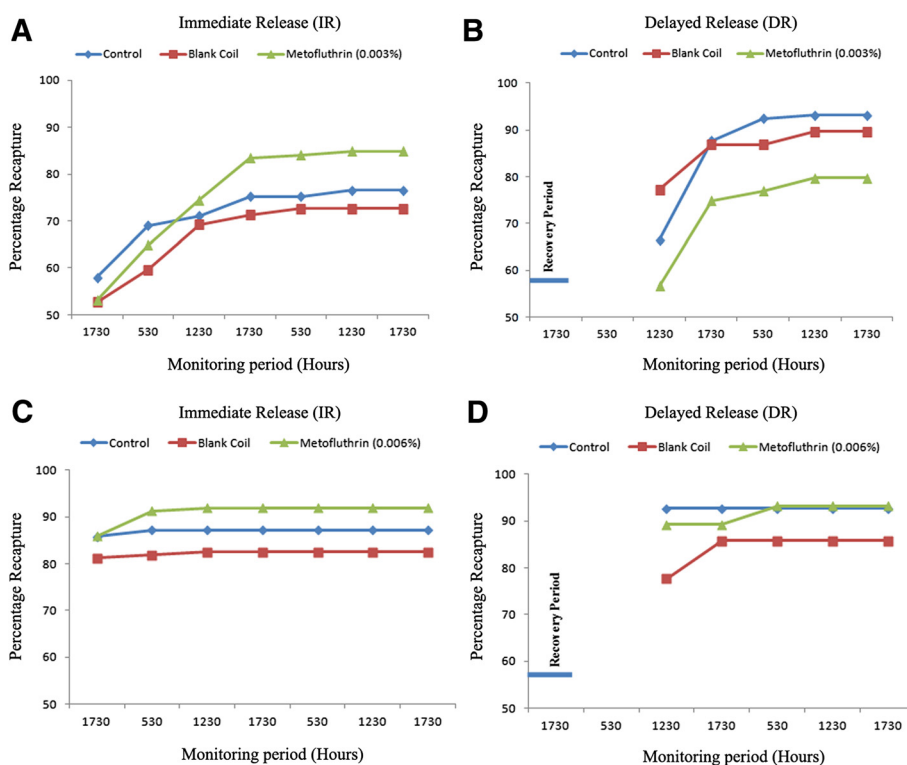 A
Immediate Release (IR)
Control Blank Coil Metofluthrin (0.003%)
Percentage Recapture
100
90
80
70
60
50
1730 530 1230 1730 530 1230 1730
Monitoring period (Hours)
B
Delayed Release (DR)
Control Blank Coil Metofluthrin (0.003%)
Percentage Recapture
100
90
80
70
60
50
Recovery Period
1730 530 1230 1730 530 1230 1730
Monitoring period (Hours)
C
Immediate Release (IR)
Control Blank Coil Metofluthrin (0.006%)
Percentage Recapture
100
90
80
70
60
50
1730 530 1230 1730 530 1230 1730
Monitoring period (Hours)
D
Delayed Release (DR)
Control Blank Coil Metofluthrin (0.006%)
Percentage Recapture
100
90
80
70
60
50
Recovery Period
1730 530 1230 1730 530 1230 1730
Monitoring period (Hours)